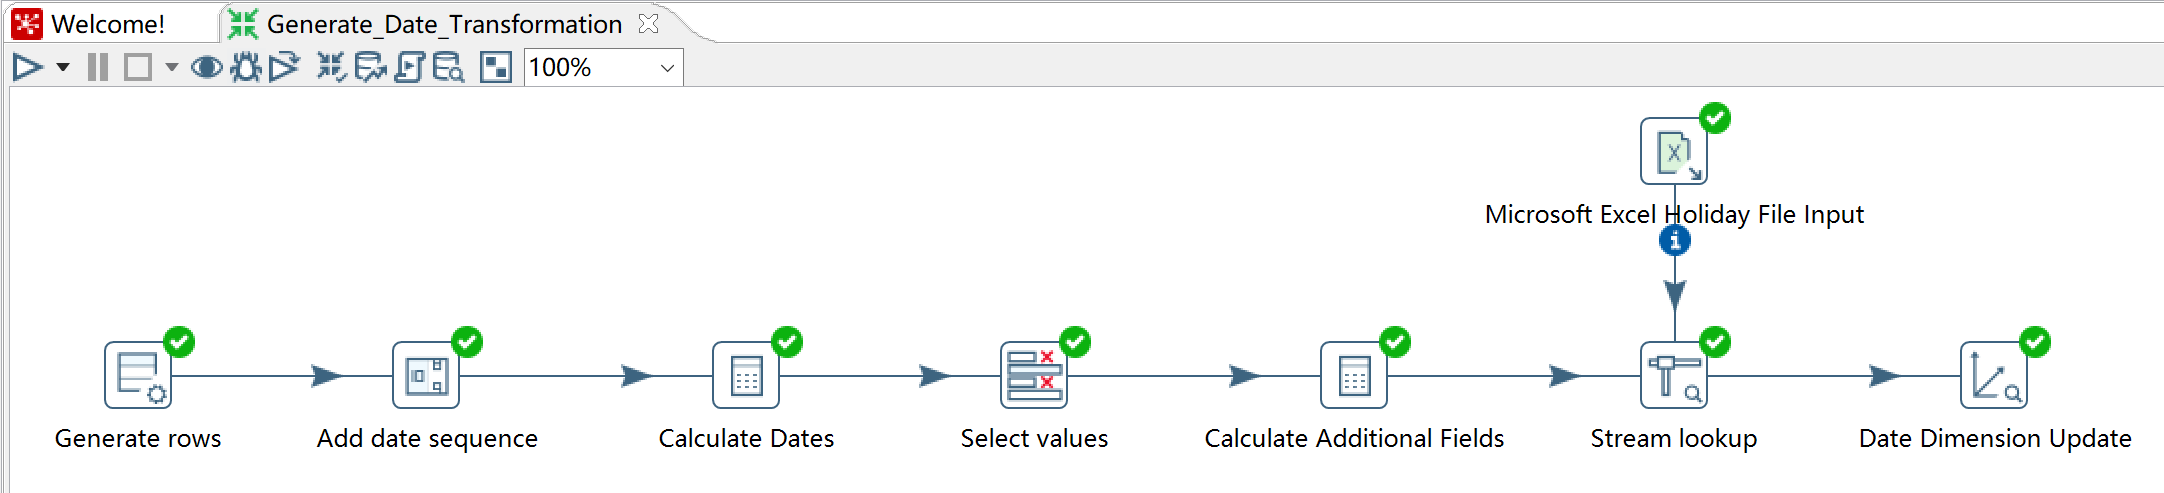 Welcome!
Generate_Date_Transformation
100%
Microsoft Excel Holiday File Input
Generate rows
Add date sequence
Calculate Dates
Select values
Calculate Additional Fields
Stream lookup
Date Dimension Update